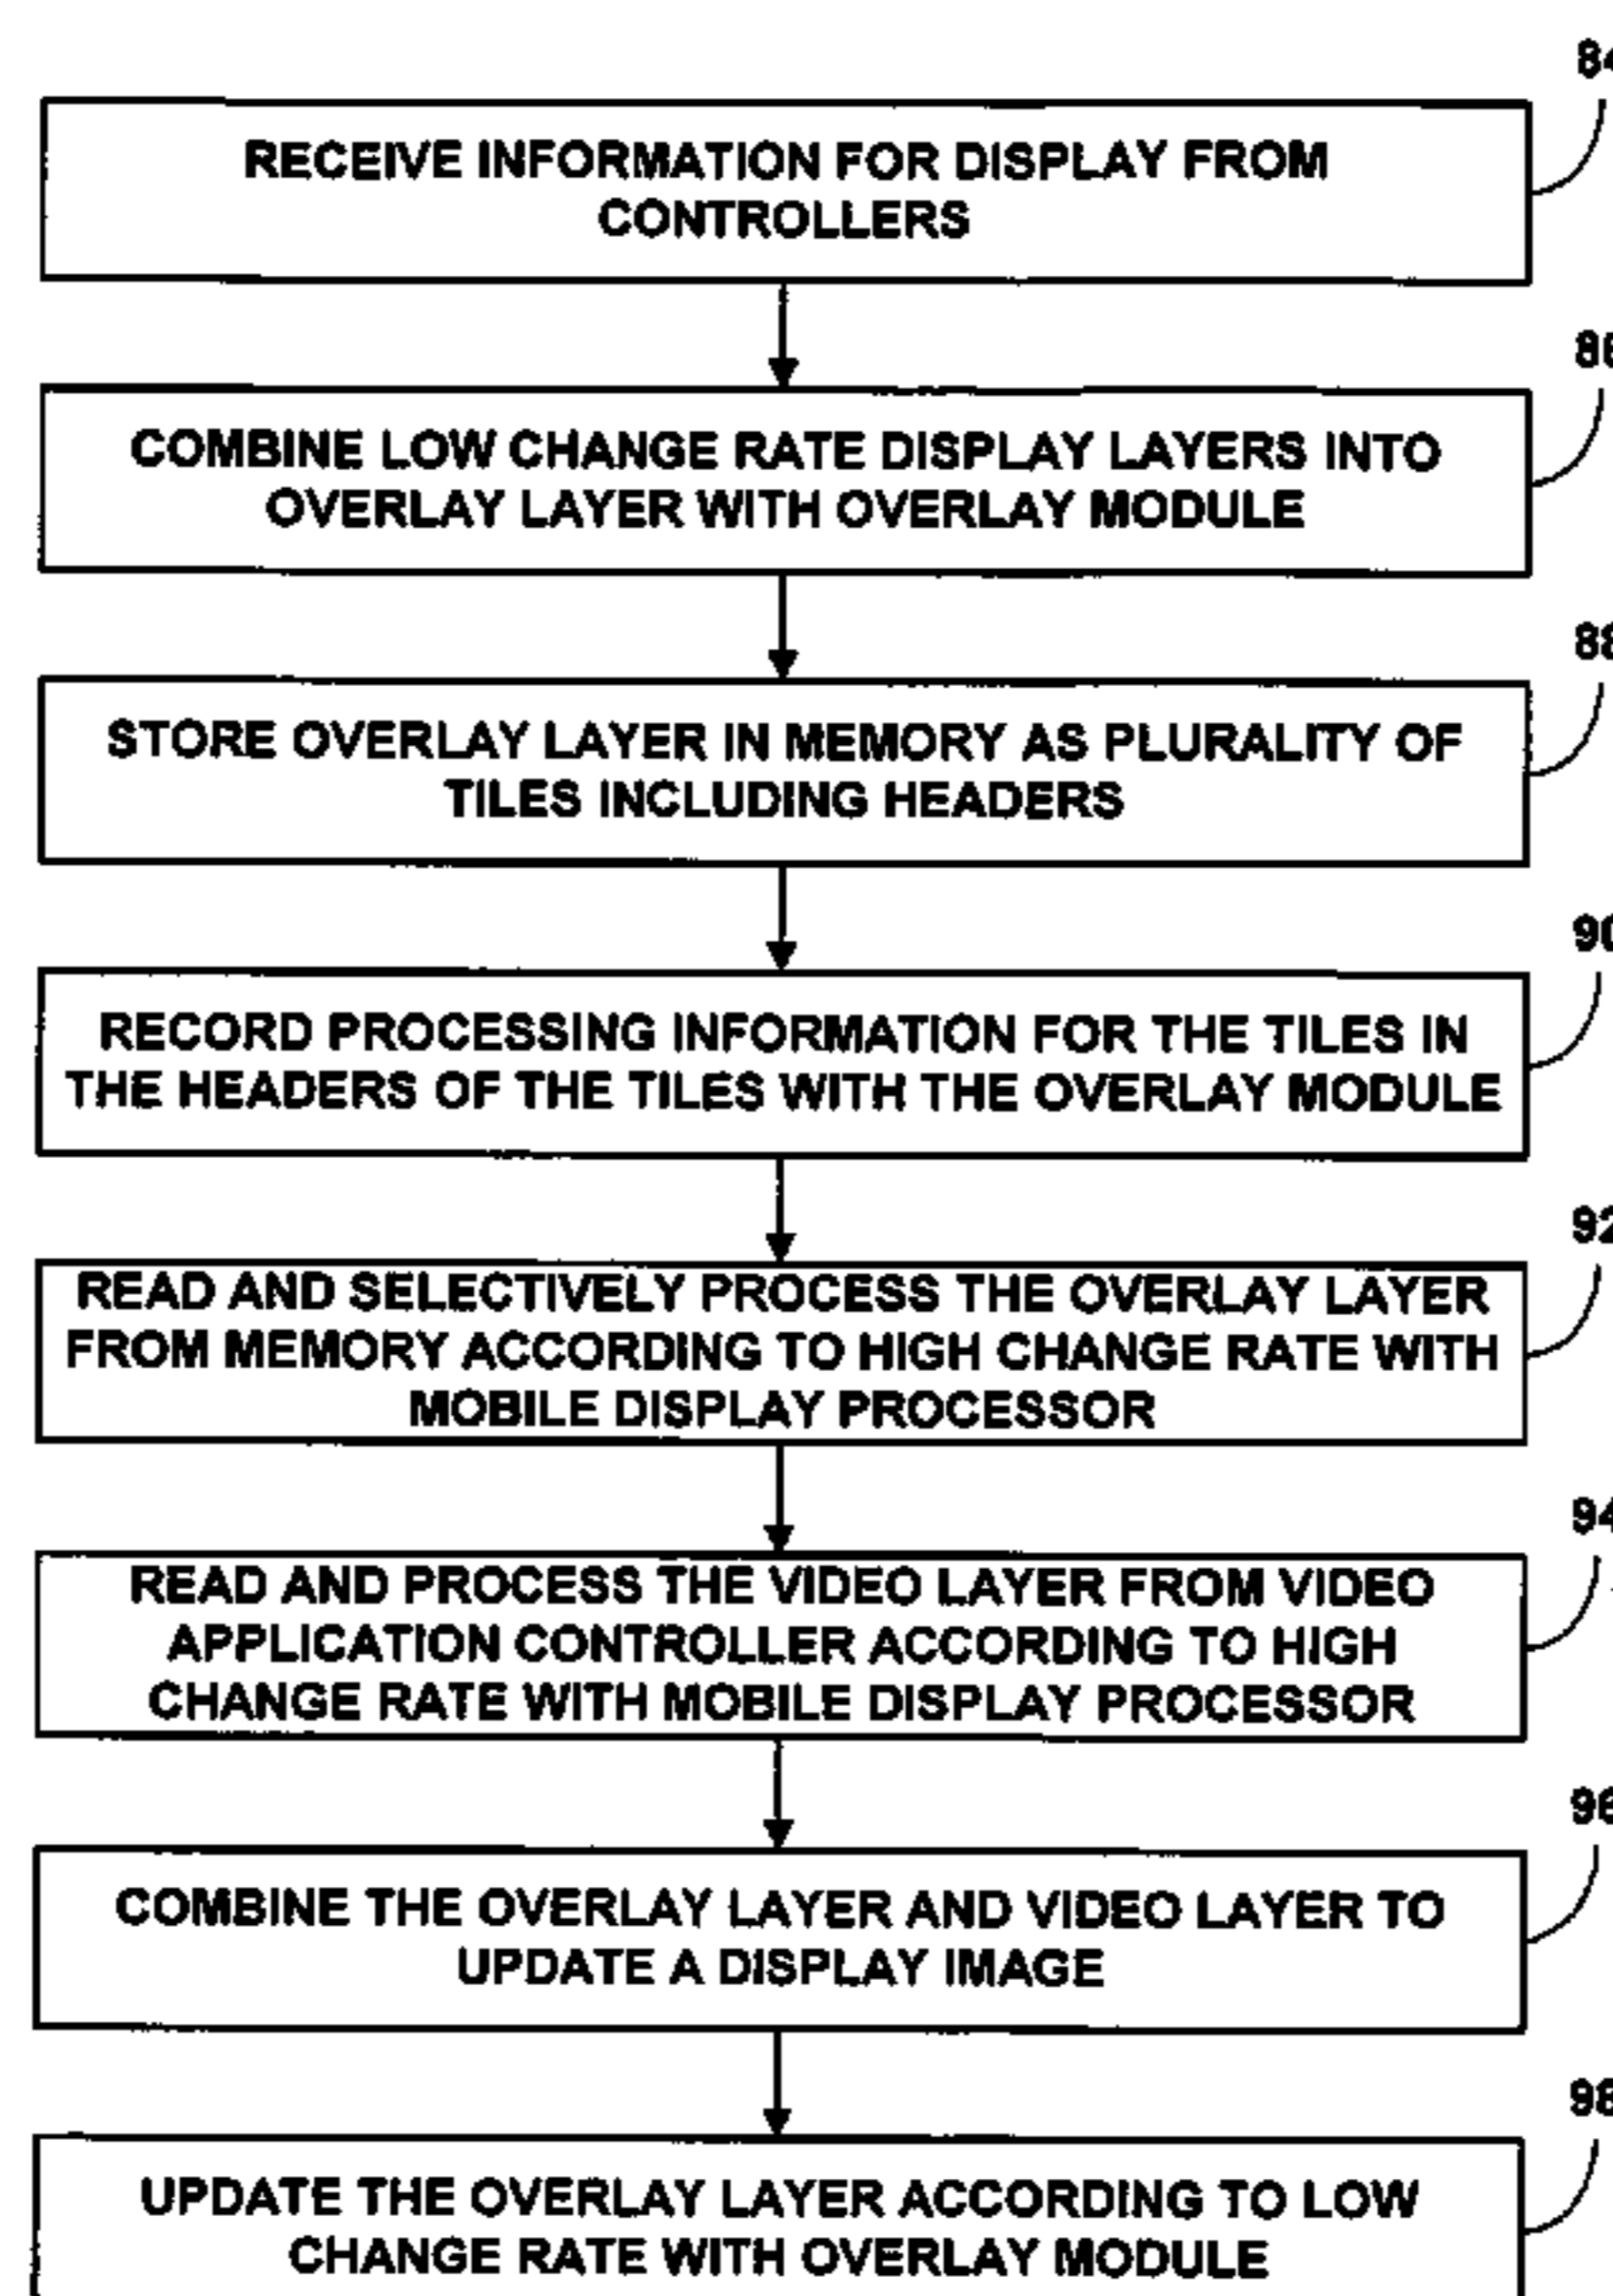 84
RECEIVE INFORMATION FOR DISPLAY FROM
CONTROLLERS
86
COMBINE LOW CHANGE RATE DISPLAY LAYERS INTO
OVERLAY LAYER WITH OVERLAY MODULE
88
STORE OVERLAY LAYER IN MEMORY AS PLURALITY OF
TILES INCLUDING HEADERS
90
RECORD PROCESSING INFORMATION FOR THE TILES IN
THE HEADERS OF THE TILES WITH THE OVERLAY MODULE
92
READ AND SELECTIVELY PROCESS THE OVERLAY LAYER
FROM MEMORY ACCORDING TO HIGH CHANGE RATE WITH
MOBILE DISPLAY PROCESSOR
94
READ AND PROCESS THE VIDEO LAYER FROM VIDEO
APPLICATION CONTROLLER ACCORDING TO HIGH
CHANGE RATE WITH MOBILE DISPLAY PROCESSOR
96
COMBINE THE OVERLAY LAYER AND VIDEO LAYER TO
UPDATE A DISPLAY IMAGE
98
UPDATE THE OVERLAY LAYER ACCORDING TO LOW
CHANGE RATE WITH OVERLAY MODULE